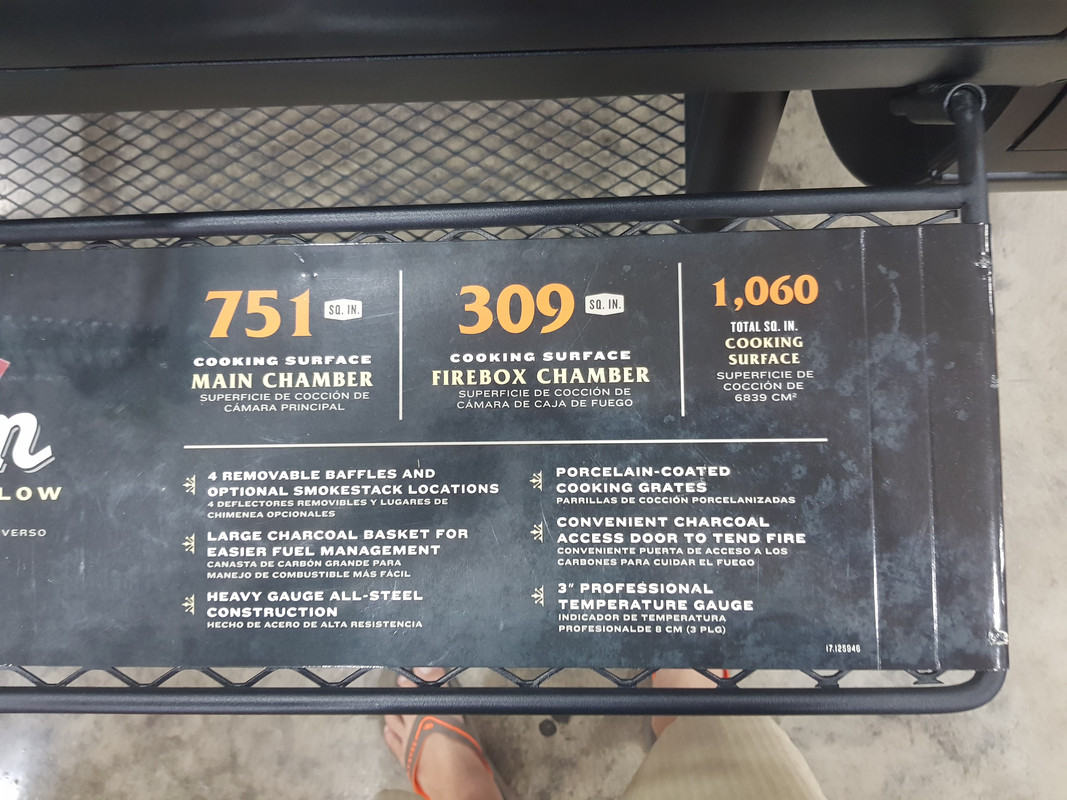 751 SQ. IN.
COOKING SURFACE
MAIN CHAMBER
SUPERFICIE DE COCCIÓN DE
CÁMARA PRINCIPAL
309 SQ. IN.
COOKING SURFACE
FIREBOX CHAMBER
SUPERFICIE DE COCCIÓN DE
CÁMARA DE CAJA DE FUEGO
1,060
TOTAL SQ. IN.
COOKING
SURFACE
SUPERFICIE DE
COCCIÓN DE
6839 CM²
LOW
VERSO
4 REMOVABLE BAFFLES AND
OPTIONAL SMOKESTACK LOCATIONS
4 DEFLECTORES REMOVIBLES Y LUGARES DE
CHIMENEA OPCIONALES
LARGE CHARCOAL BASKET FOR
EASIER FUEL MANAGEMENT
CANASTA DE CARBÓN GRANDE PARA
MANEJO DE COMBUSTIBLE MÁS FÁCIL
HEAVY GAUGE ALL-STEEL
CONSTRUCTION
HECHO DE ACERO DE ALTA RESISTENCIA
PORCELAIN-COATED
COOKING GRATES
PARRILLAS DE COCCIÓN PORCELANIZADAS
CONVENIENT CHARCOAL
ACCESS DOOR TO TEND FIRE
CONVENIENTE PUERTA DE ACCESO A LOS
CARBONES PARA CUIDAR EL FUEGO
3" PROFESSIONAL
TEMPERATURE GAUGE
INDICADOR DE TEMPERATURA
PROFESIONALDE 8 CM (3 PLG)
17.125946